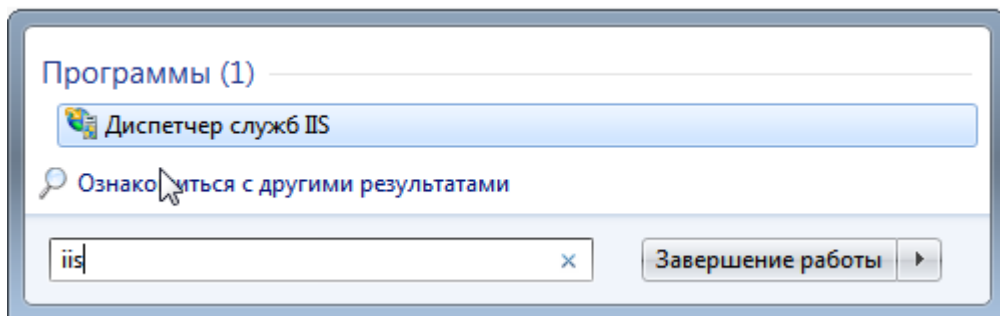 Программы (1)
Диспетчер служб IIS
Ознакомиться с другими результатами
iis
Завершение работы